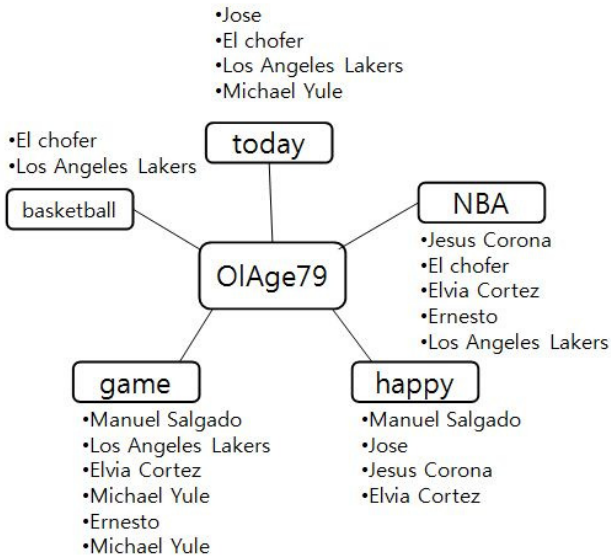 •Jose
•El chofer
•Los Angeles Lakers
•Michael Yule
today
•El chofer
•Los Angeles Lakers
basketball
NBA
•Jesus Corona
•El chofer
•Elvia Cortez
•Ernesto
•Los Angeles Lakers
OlAge79
game
•Manuel Salgado
•Los Angeles Lakers
•Elvia Cortez
•Michael Yule
•Ernesto
•Michael Yule
happy
•Manuel Salgado
•Jose
•Jesus Corona
•Elvia Cortez